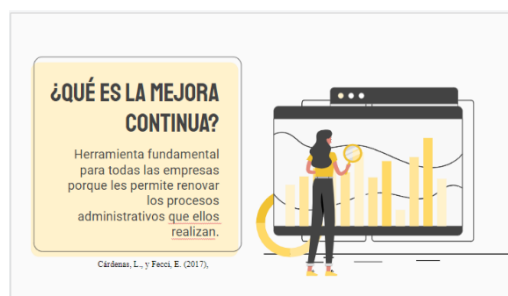 ¿QUÉ ES LA MEJORA
CONTINUA?
Herramienta fundamental
para todas las empresas
porque les permite renovar
los procesos
administrativos que ellos
realizan.
Cárdenas, L., y Fecci, E. (2017),